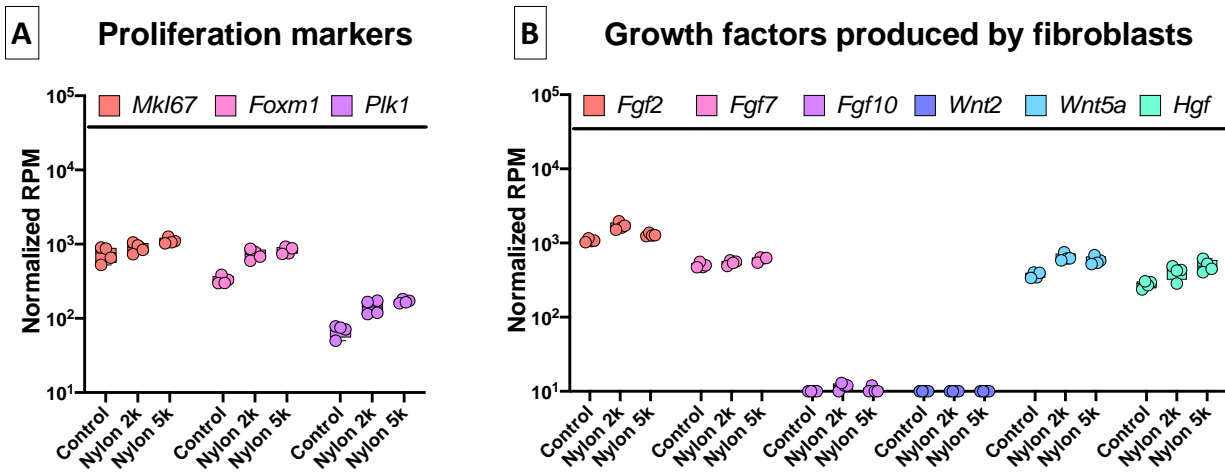 A Proliferation markers
Normalized RPM
10^5
10^4
10^3
10^2
10^1
MkI67 Foxm1 Plk1
Control Nylon 2k Nylon 5k Control Nylon 2k Nylon 5k Control Nylon 2k Nylon 5k
B Growth factors produced by fibroblasts
Normalized RPM
10^5
10^4
10^3
10^2
10^1
Fgf2 Fgf7 Fgf10 Wnt2 Wnt5a Hgf
Control Nylon 2k Nylon 5k Control Nylon 2k Nylon 5k Control Nylon 2k Nylon 5k Control Nylon 2k Nylon 5k Control Nylon 2k Nylon 5k Control Nylon 2k Nylon 5k